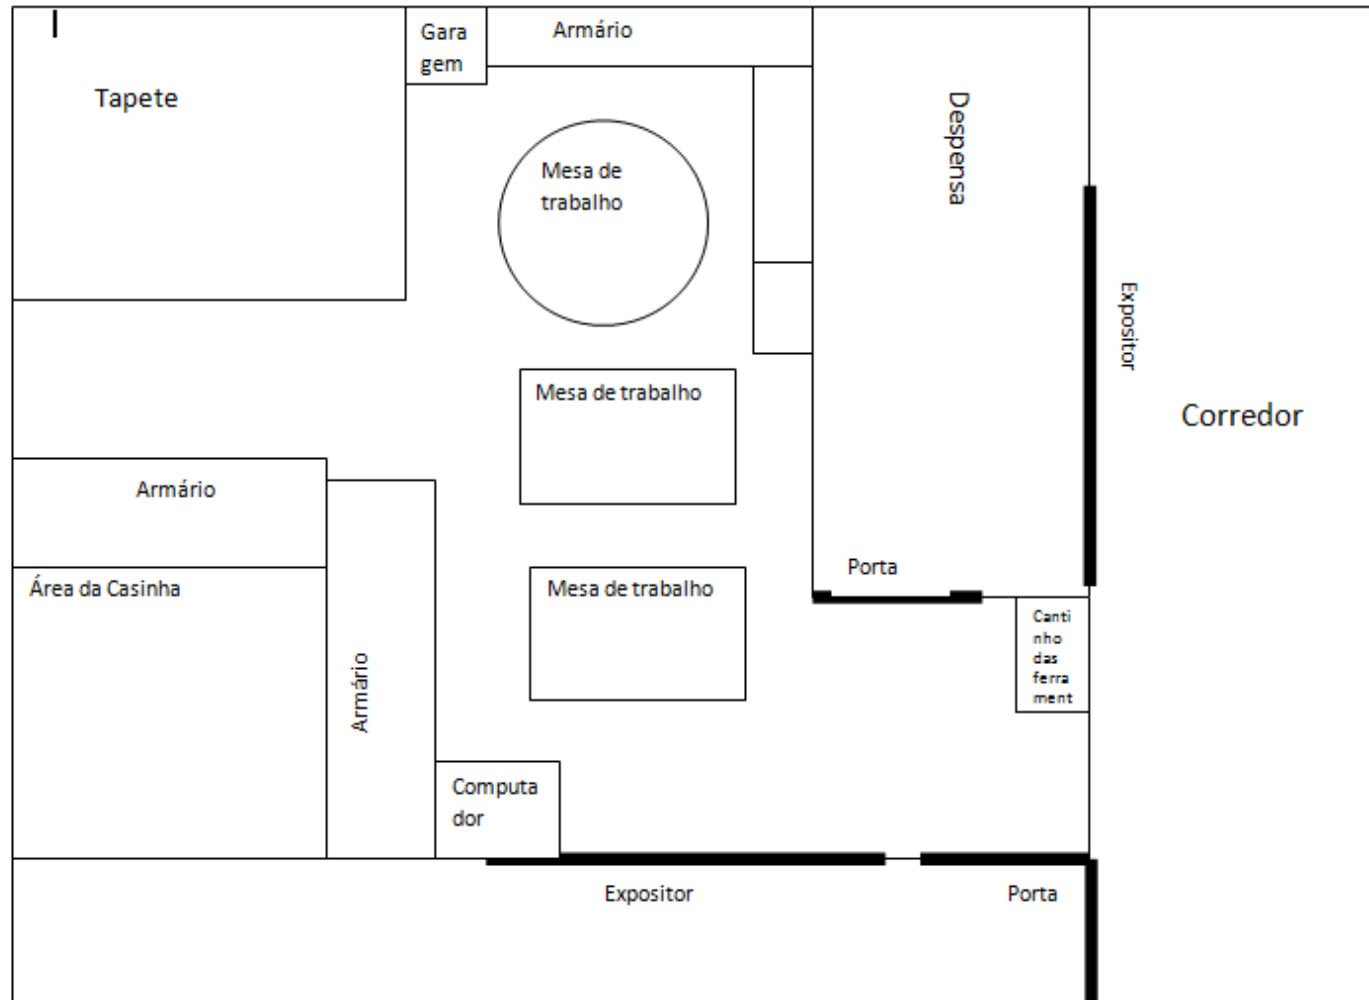 Gara
gem
Armário
Tapete
Despensa
Mesa de
trabalho
Expositor
Mesa de trabalho
Corredor
Armário
Porta
Área da Casinha
Mesa de trabalho
Canti
nho
das
ferra
ment
Armário
Computa
dor
Expositor
Porta